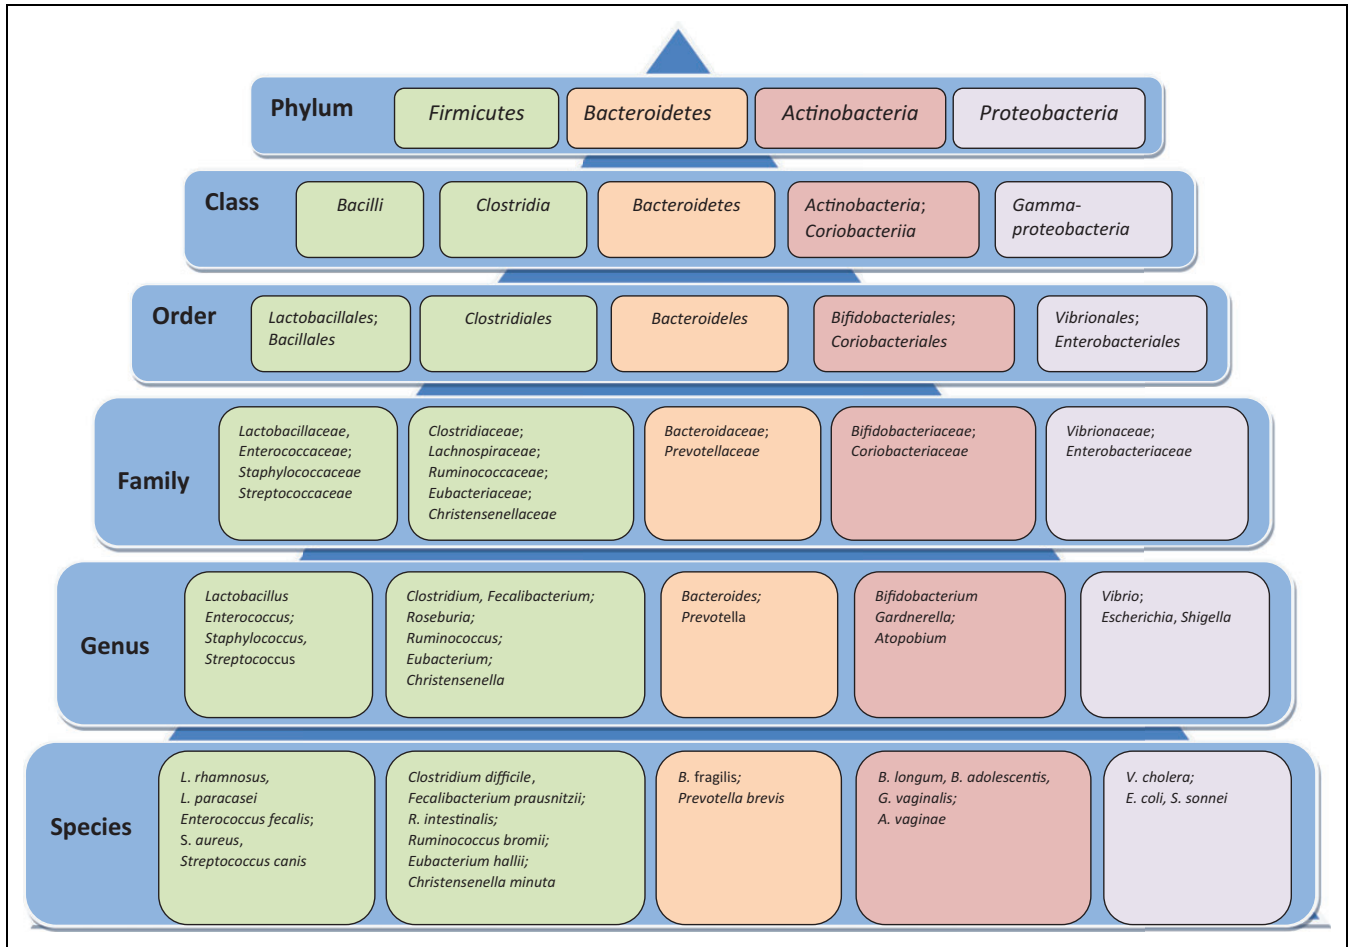 Phylum
Firmicutes
Bacteroidetes
Actinobacteria
Proteobacteria
Class
Bacilli
Clostridia
Bacteroidetes
Actinobacteria;
Coriobacteriia
Gamma-
proteobacteria
Order
Lactobacillales;
Bacillales
Clostridiales
Bacteroideles
Bifidobacteriales;
Coriobacteriales
Vibrionales;
Enterobacteriales
Family
Lactobacillaceae,
Enterococcaceae;
Staphylococcaceae
Streptococcaceae
Clostridiaceae;
Lachnospiraceae;
Ruminococcaceae;
Eubacteriaceae;
Christensenellaceae
Bacteroidaceae;
Prevotellaceae
Bifidobacteriaceae;
Coriobacteriaceae
Vibrionaceae;
Enterobacteriaceae
Genus
Lactobacillus
Enterococcus;
Staphylococcus,
Streptococcus
Clostridium, Fecalibacterium;
Roseburia;
Ruminococcus;
Eubacterium;
Christensenella
Bacteroides;
Prevotella
Bifidobacterium
Gardnerella;
Atopobium
Vibrio;
Escherichia, Shigella
Species
L. rhamnosus,
L. paracasei
Enterococcus fecalis;
S. aureus,
Streptococcus canis
Clostridium difficile,
Fecalibacterium prausnitzii;
R. intestinalis;
Ruminococcus bromii;
Eubacterium hallii;
Christensenella minuta
B. fragilis;
Prevotella brevis
B. longum, B. adolescentis,
G. vaginalis;
A. vaginae
V. cholera;
E. coli, S. sonnei